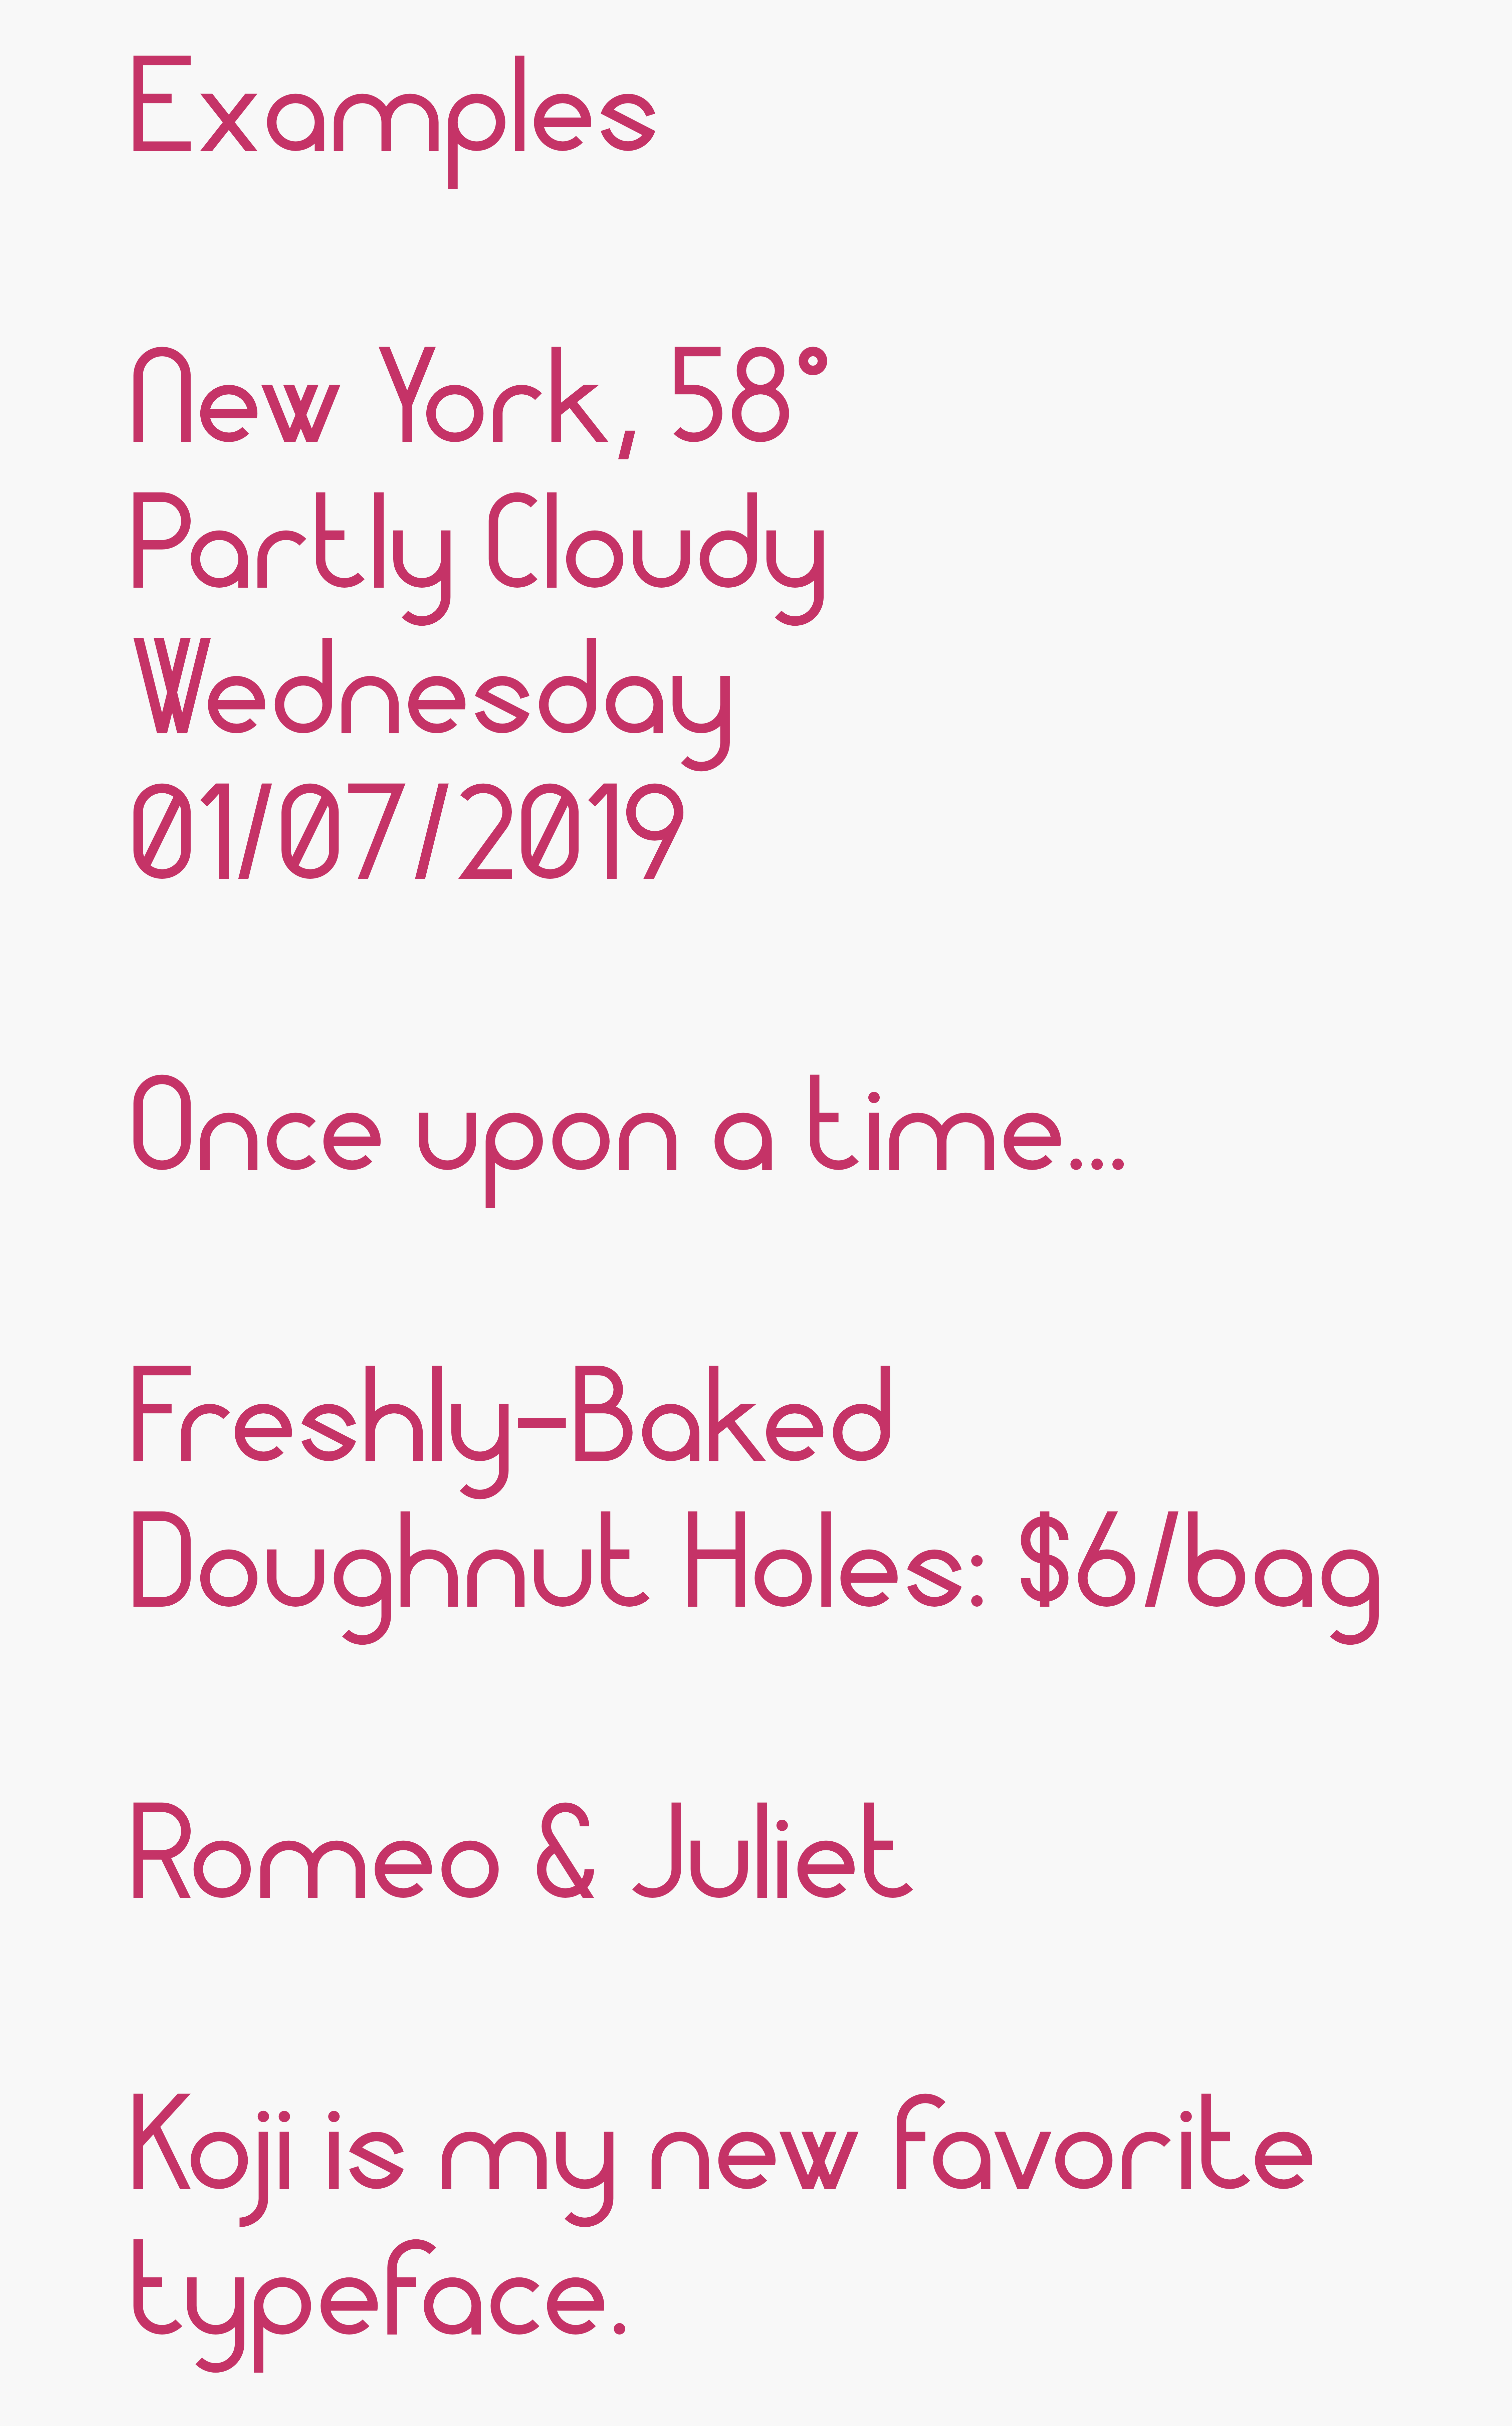 Examples
New York, 58°
Partly Cloudy
Wednesday
01/07/2019
Once upon a time...
Freshly-Baked
Doughnut Holes: $6/bag
Romeo & Juliet
Koji is my new favorite
typeface.